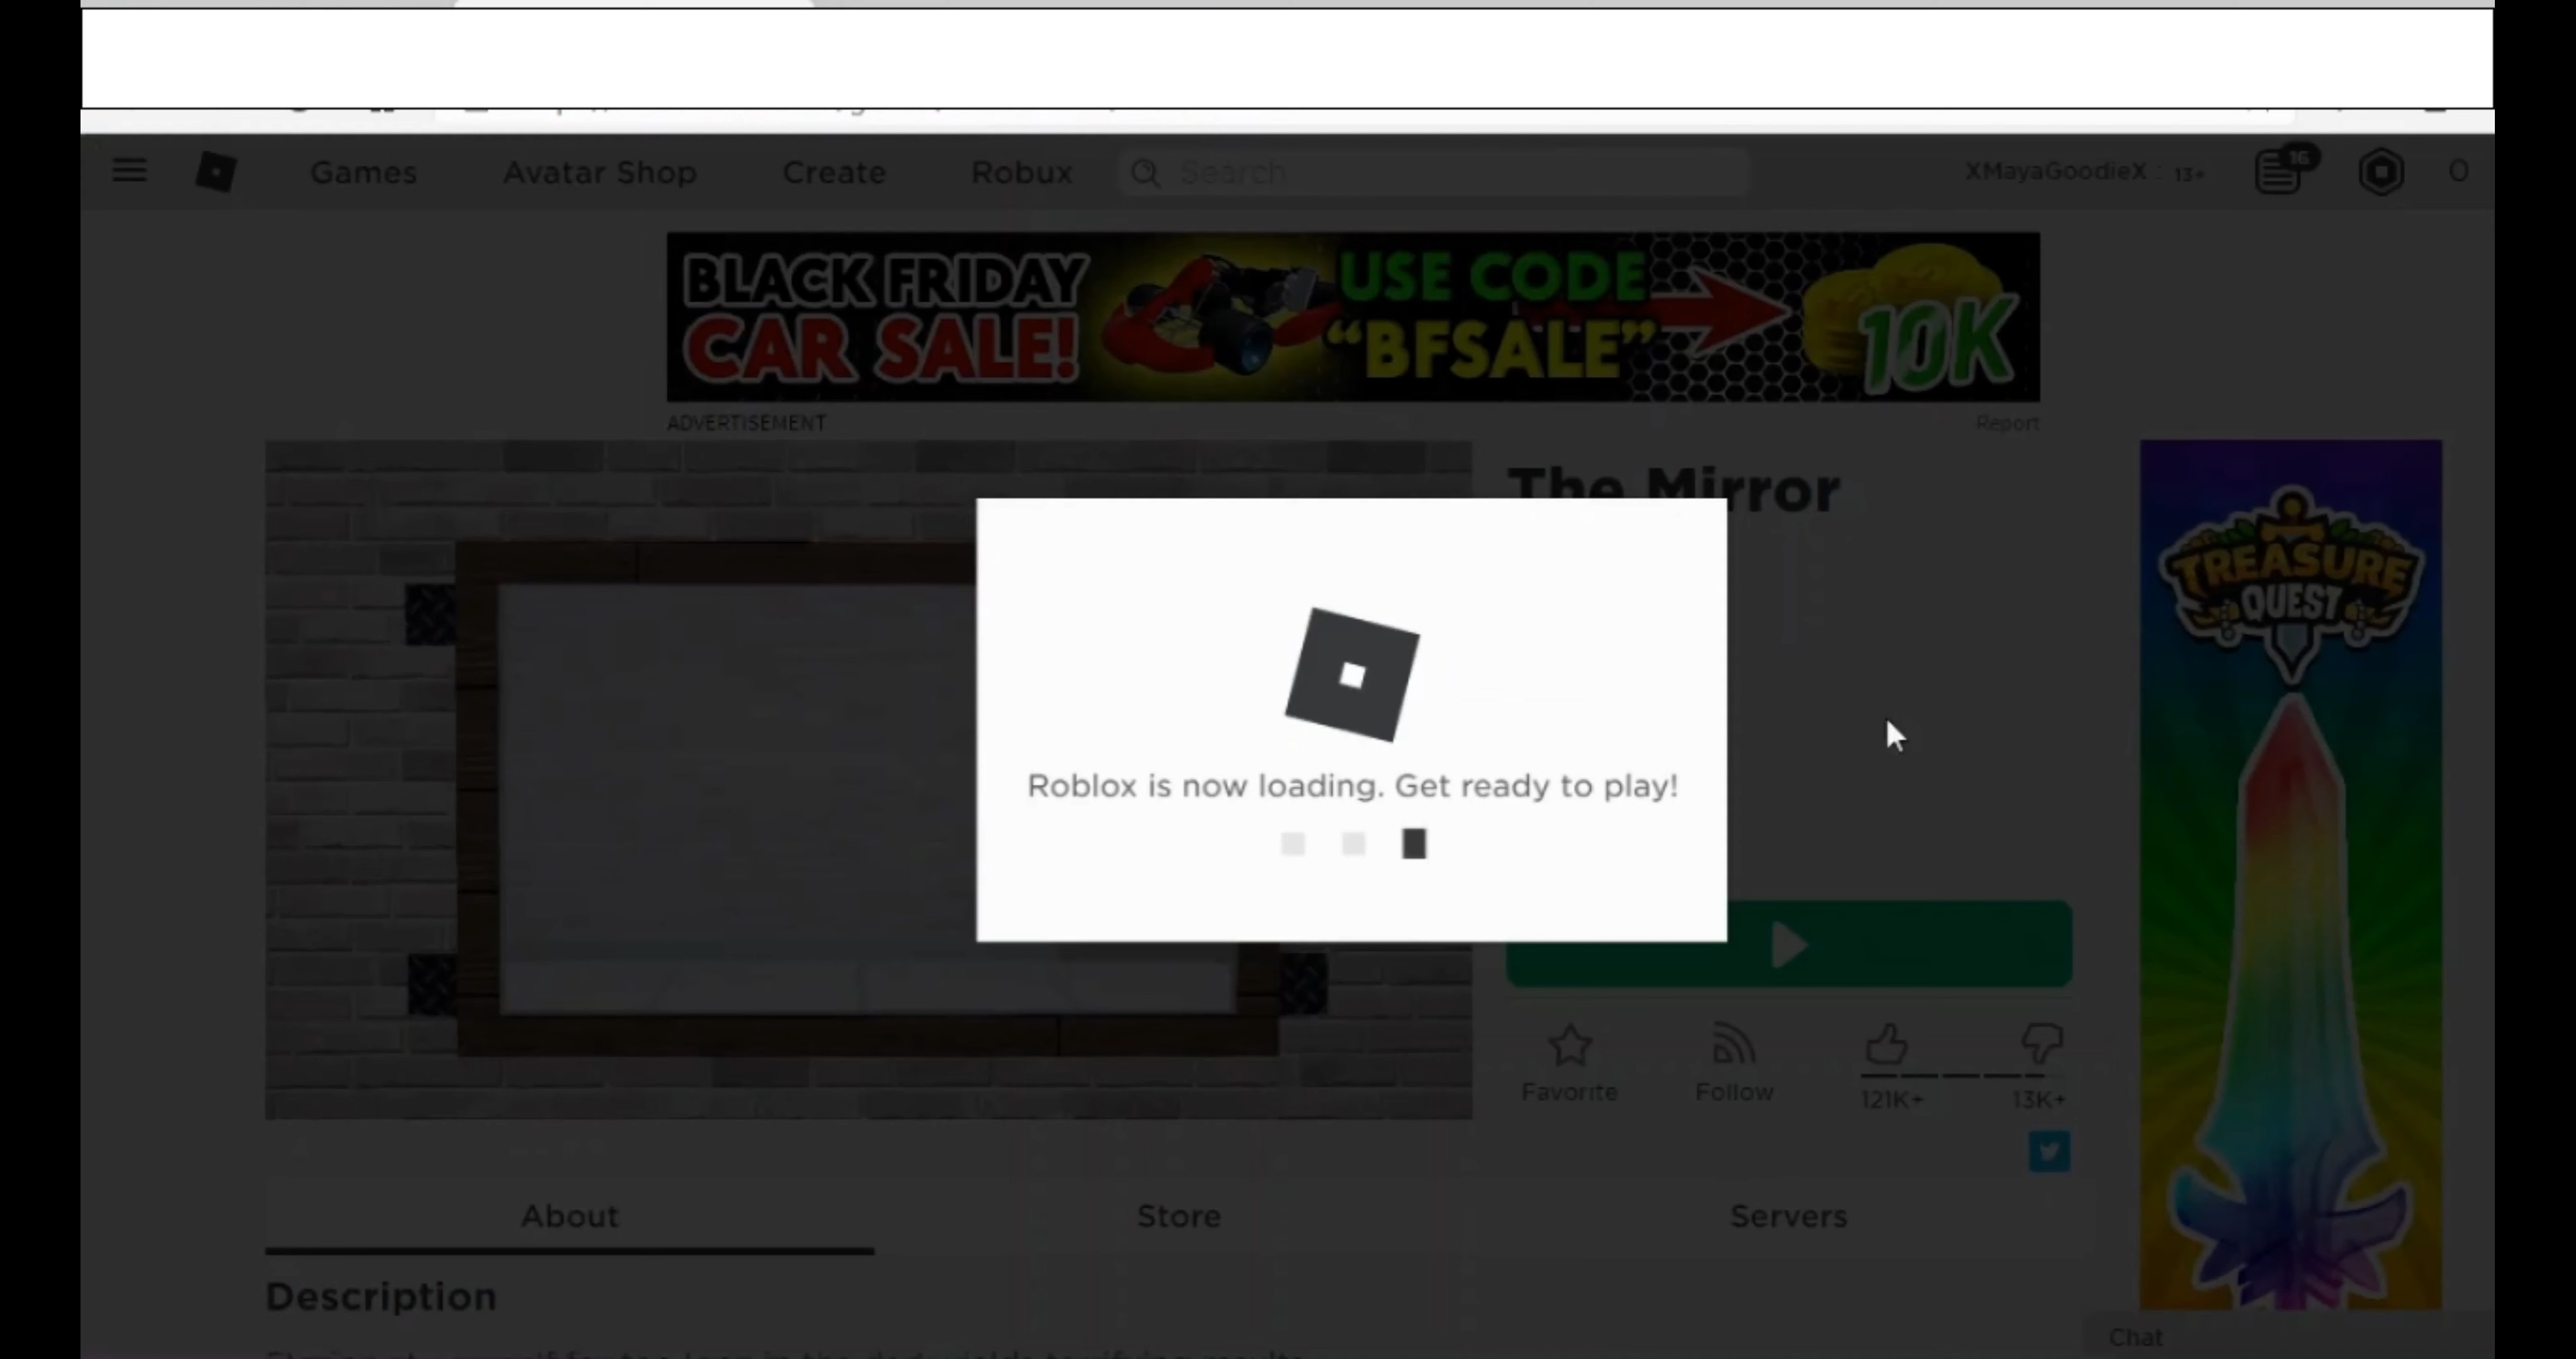 Games Avatar Shop Create Robux Search XMayaGoodieX : 13+ 16 0
BLACK FRIDAY
CAR SALE!
USE CODE
“BFSALE”
10K
ADVERTISEMENT Report
The Mirror
TREASURE
QUEST
Roblox is now loading. Get ready to play!
Favorite Follow 121K+ 13K+
About Store Servers
Description
Chat